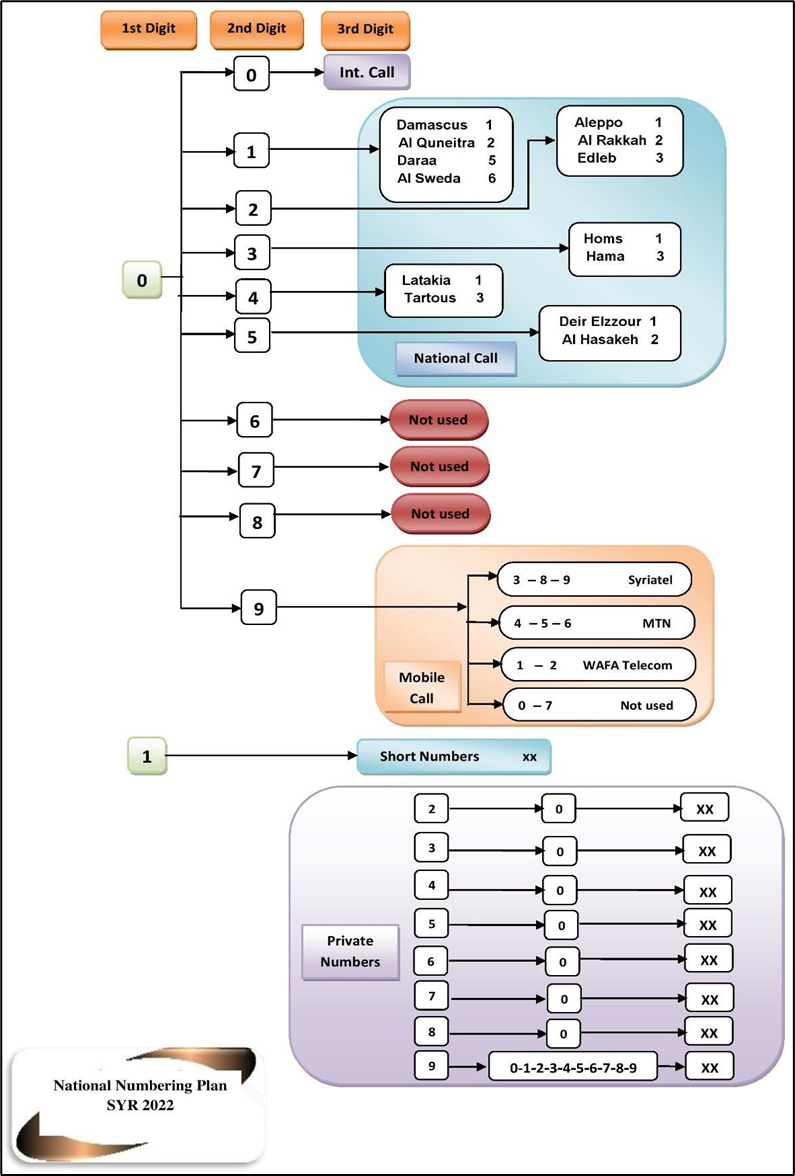 1st Digit 2nd Digit 3rd Digit
0 Int. Call
Damascus 1
Al Quneitra 2
Daraa 5
Al Sweda 6
Aleppo 1
Al Rakkah 2
Edleb 3
1
2
3
Homs 1
Hama 3
0
4
Latakia 1
Tartous 3
5
Deir Elzzour 1
Al Hasakeh 2
National Call
6 Not used
7 Not used
8 Not used
9
3 – 8 – 9 Syriatel
4 – 5 – 6 MTN
1 – 2 WAFA Telecom
0 – 7 Not used
Mobile
Call
1 Short Numbers xx
Private
Numbers
2 0 XX
3 0 XX
4 0 XX
5 0 XX
6 0 XX
7 0 XX
8 0 XX
9 0-1-2-3-4-5-6-7-8-9 XX
National Numbering Plan
SYR 2022